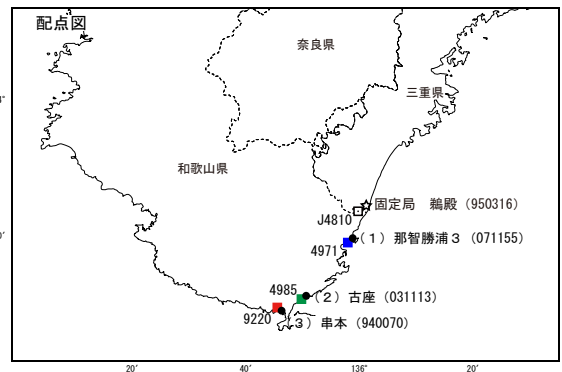 配点図
奈良県
三重県
和歌山県
固定局 鵜殿（950316）
J4810
（１）那智勝浦３（071155）
4971
4985
（２）古座（031113）
9220
３）串本（940070）
20′
40′
136°
20′